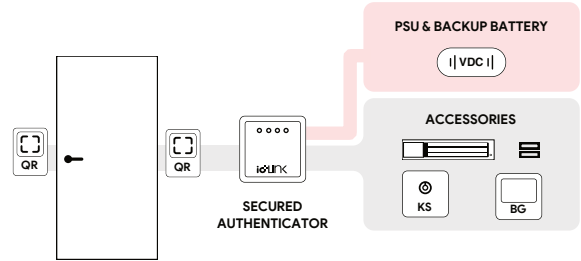 PSU & BACKUP BATTERY
VDC
ACCESSORIES
QR
QR
KS
BG
SECURED
AUTHENTICATOR